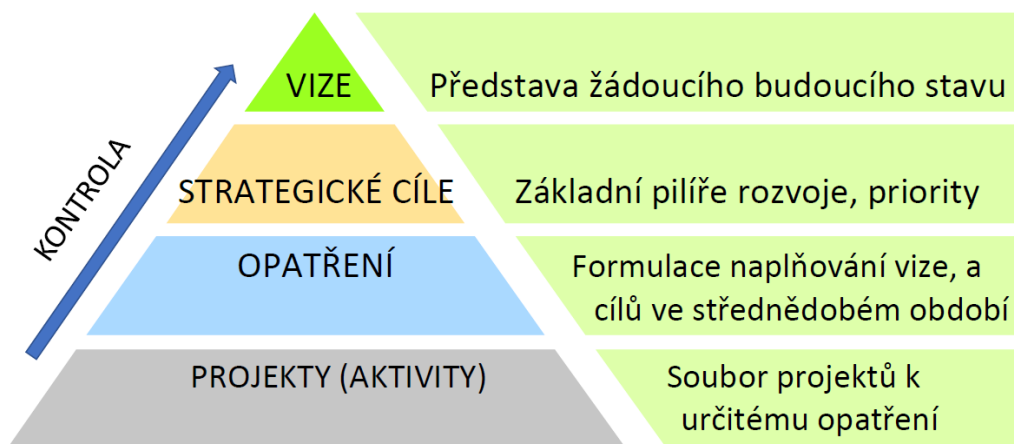 KONTROLA
VIZE
Představa žádoucího budoucího stavu
STRATEGICKÉ CÍLE
Základní pilíře rozvoje, priority
OPATŘENÍ
Formulace naplňování vize, a
cílů ve střednědobém období
PROJEKTY (AKTIVITY)
Soubor projektů k
určitému opatření